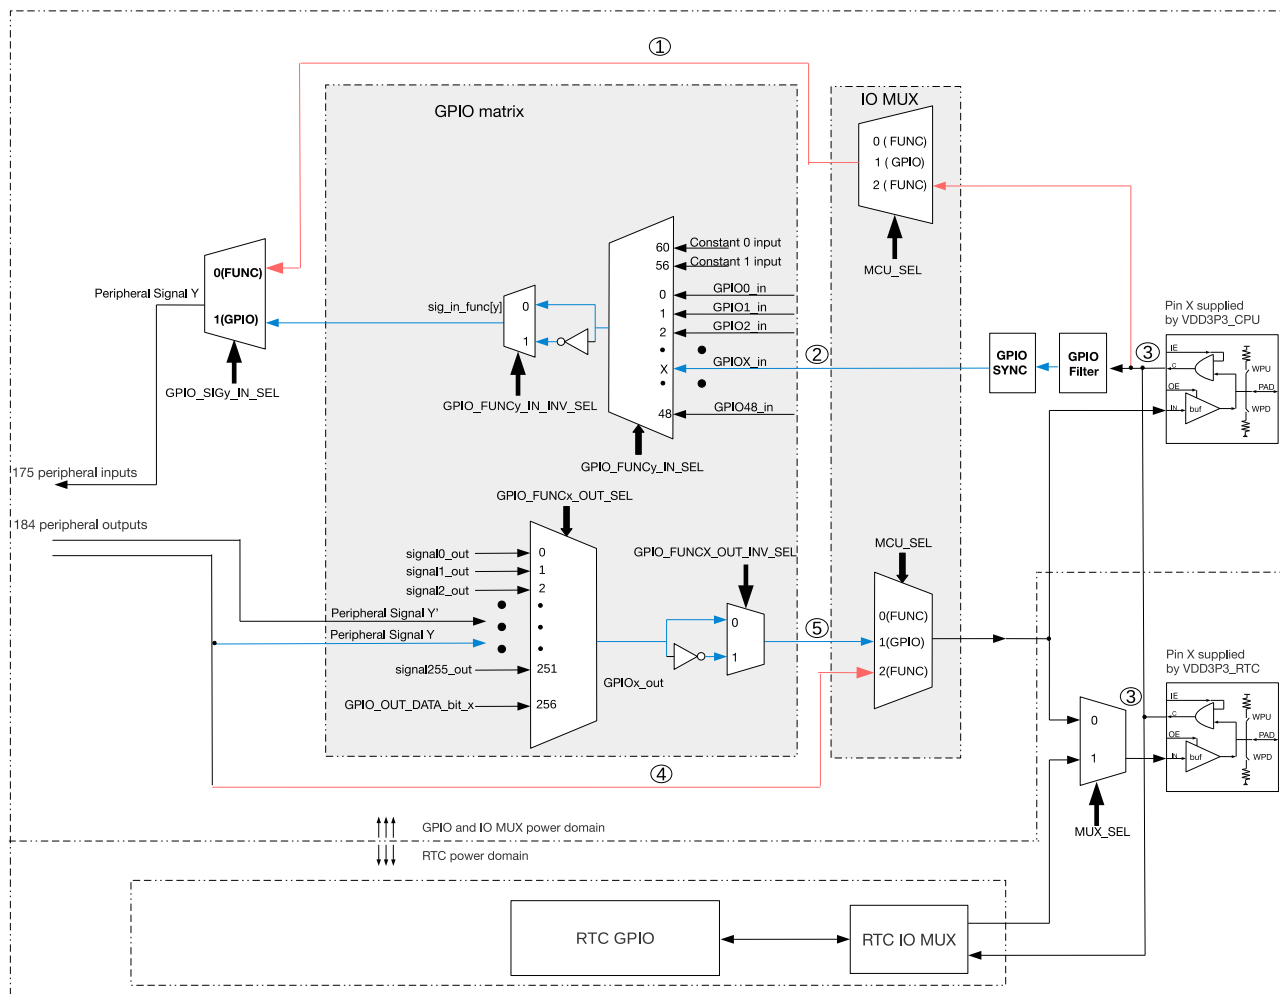 ①
GPIO matrix
IO MUX
0 ( FUNC)
1 ( GPIO)
2 ( FUNC)
MCU_SEL
60
Constant 0 input
56
Constant 1 input
0
GPIO0_in
1
GPIO1_in
2
GPIO2_in
X
GPIOX_in
②
48
GPIO48_in
GPIO_FUNCy_IN_SEL
sig_in_func[y]
0
1
GPIO_FUNCy_IN_INV_SEL
0(FUNC)
1(GPIO)
Peripheral Signal Y
GPIO_SIGy_IN_SEL
175 peripheral inputs
GPIO
SYNC
GPIO
Filter
③
Pin X supplied
by VDD3P3_CPU
IE
C
OE
IN
buf
WPU
PAD
WPD
184 peripheral outputs
GPIO_FUNCx_OUT_SEL
signal0_out
0
signal1_out
1
signal2_out
2
Peripheral Signal Y'
Peripheral Signal Y
signal255_out
251
GPIO_OUT_DATA_bit_x
256
GPIOx_out
GPIO_FUNCX_OUT_INV_SEL
0
1
⑤
MCU_SEL
0(FUNC)
1(GPIO)
2(FUNC)
④
Pin X supplied
by VDD3P3_RTC
③
0
1
MUX_SEL
IE
C
OE
IN
buf
WPU
PAD
WPD
GPIO and IO MUX power domain
RTC power domain
RTC GPIO
RTC IO MUX